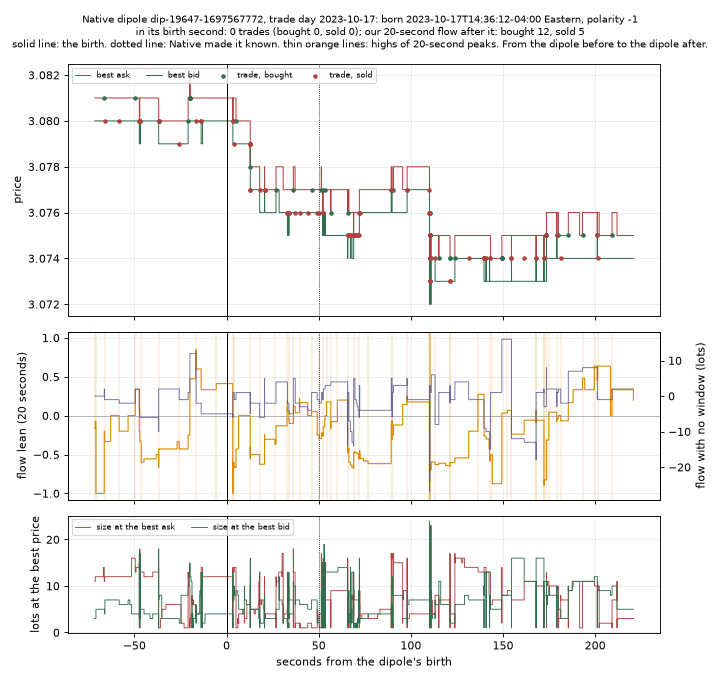 Native dipole dip-19647-1697567772, trade day 2023-10-17: born 2023-10-17T14:36:12-04:00 Eastern, polarity -1
in its birth second: 0 trades (bought 0, sold 0); our 20-second flow after it: bought 12, sold 5
solid line: the birth. dotted line: Native made it known. thin orange lines: highs of 20-second peaks. From the dipole before to the dipole after.
best ask
best bid
trade, bought
trade, sold
3.082
3.080
3.078
3.076
3.074
3.072
price
1.0
0.5
0.0
−0.5
−1.0
flow lean (20 seconds)
10
0
−10
−20
flow with no window (lots)
size at the best ask
size at the best bid
20
10
0
lots at the best price
−50
0
50
100
150
200
seconds from the dipole's birth